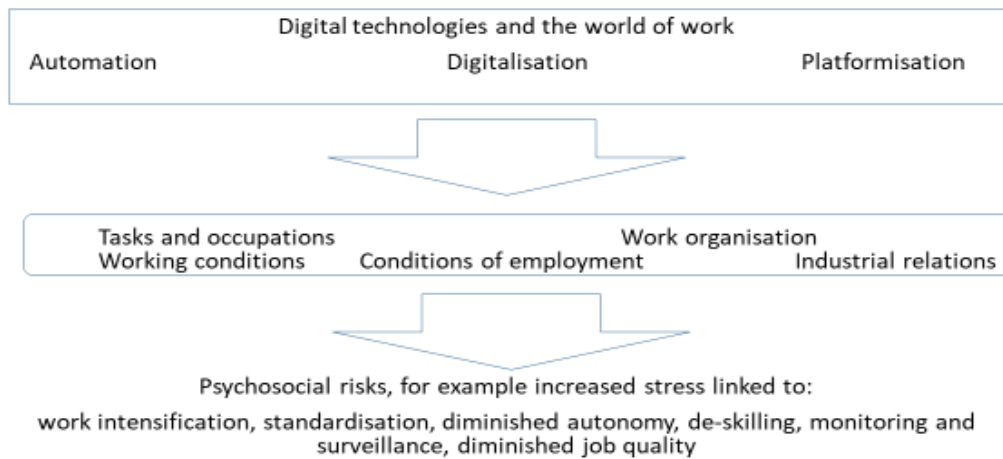 Digital technologies and the world of work
Automation Digitalisation Platformisation
Tasks and occupations Work organisation
Working conditions Conditions of employment Industrial relations
Psychosocial risks, for example increased stress linked to:
work intensification, standardisation, diminished autonomy, de-skilling, monitoring and
surveillance, diminished job quality